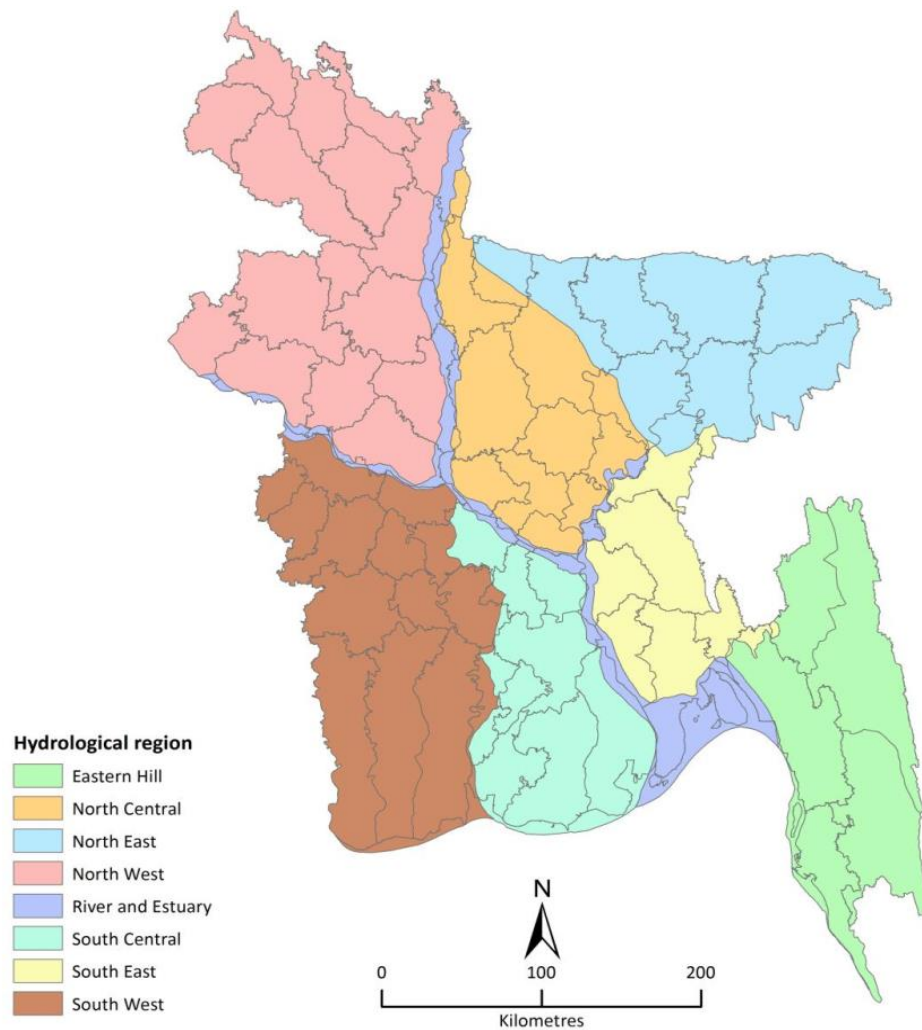 Hydrological region
Eastern Hill
North Central
North East
North West
River and Estuary
South Central
South East
South West
N
0 100 200
Kilometres